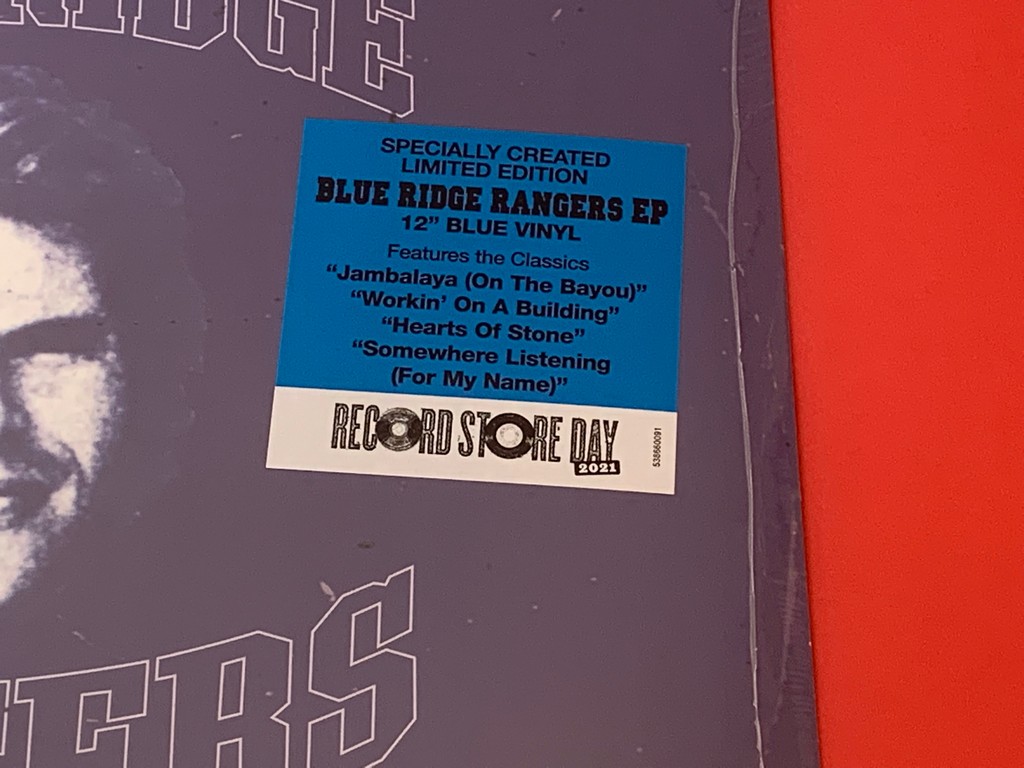 RIDGE
SPECIALLY CREATED
LIMITED EDITION
BLUE RIDGE RANGERS EP
12” BLUE VINYL
Features the Classics
“Jambalaya (On The Bayou)”
“Workin’ On A Building”
“Hearts Of Stone”
“Somewhere Listening
(For My Name)”
RECORD STORE DAY
2021
538660091
GERS